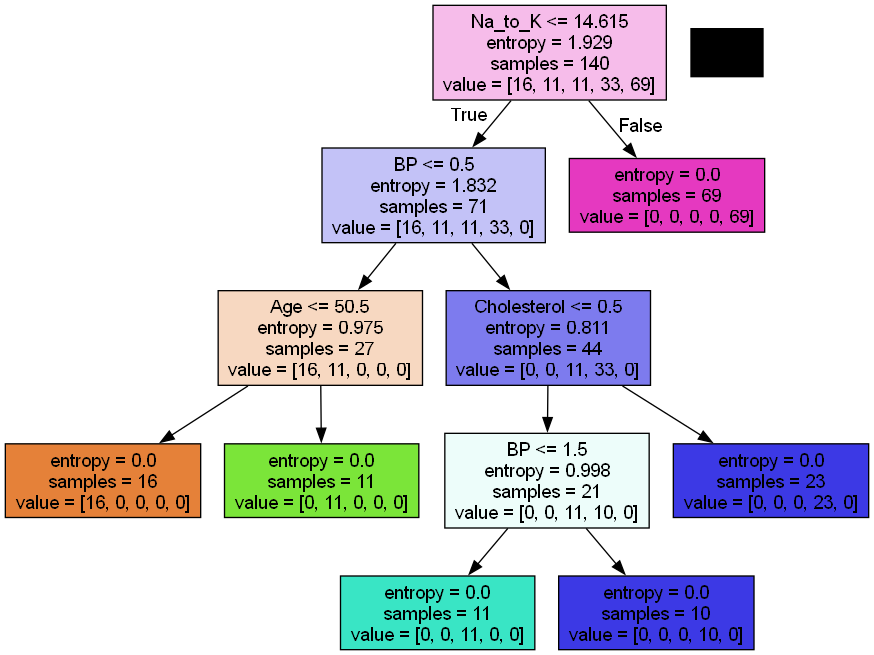 Na_to_K <= 14.615
entropy = 1.929
samples = 140
value = [16, 11, 11, 33, 69]
True
False
BP <= 0.5
entropy = 1.832
samples = 71
value = [16, 11, 11, 33, 0]
entropy = 0.0
samples = 69
value = [0, 0, 0, 0, 69]
Age <= 50.5
entropy = 0.975
samples = 27
value = [16, 11, 0, 0, 0]
Cholesterol <= 0.5
entropy = 0.811
samples = 44
value = [0, 0, 11, 33, 0]
entropy = 0.0
samples = 16
value = [16, 0, 0, 0, 0]
entropy = 0.0
samples = 11
value = [0, 11, 0, 0, 0]
BP <= 1.5
entropy = 0.998
samples = 21
value = [0, 0, 11, 10, 0]
entropy = 0.0
samples = 23
value = [0, 0, 0, 23, 0]
entropy = 0.0
samples = 11
value = [0, 0, 11, 0, 0]
entropy = 0.0
samples = 10
value = [0, 0, 0, 10, 0]